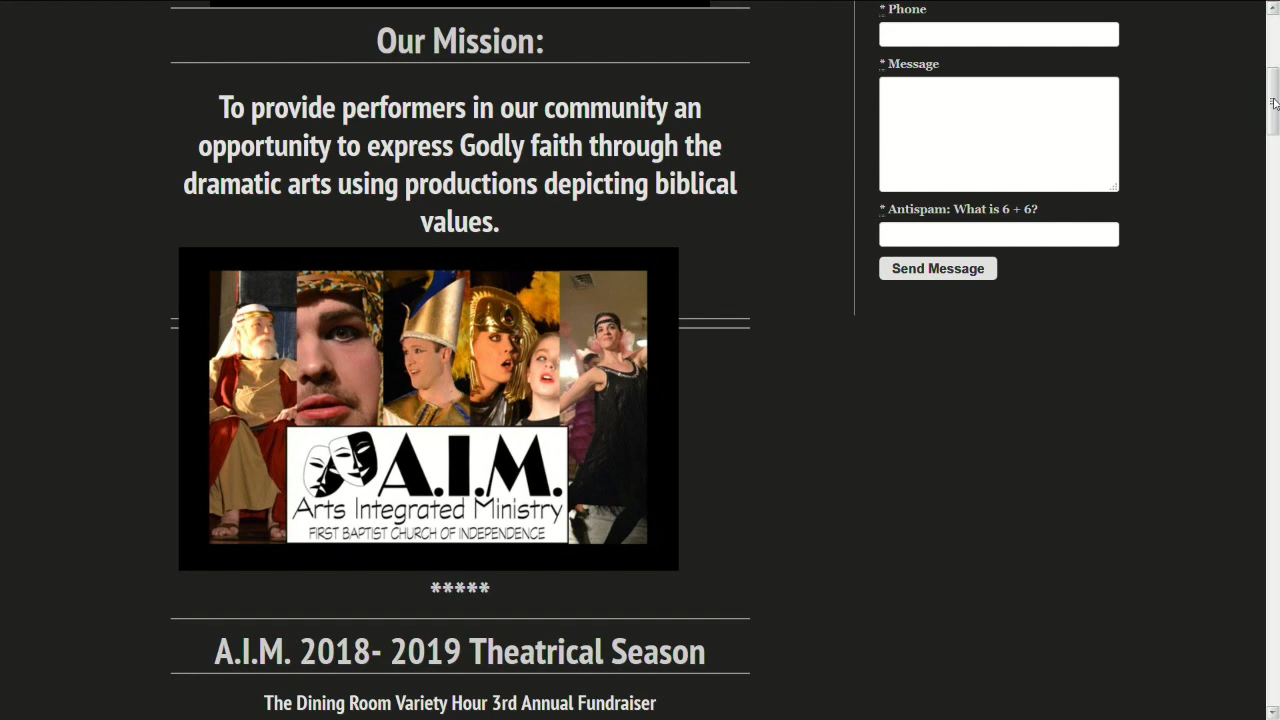 Our Mission:
To provide performers in our community an
opportunity to express Godly faith through the
dramatic arts using productions depicting biblical
values.
A.I.M.
Arts Integrated Ministry
FIRST BAPTIST CHURCH OF INDEPENDENCE
*****
A.I.M. 2018- 2019 Theatrical Season
The Dining Room Variety Hour 3rd Annual Fundraiser
* Phone
* Message
* Antispam: What is 6 + 6?
Send Message